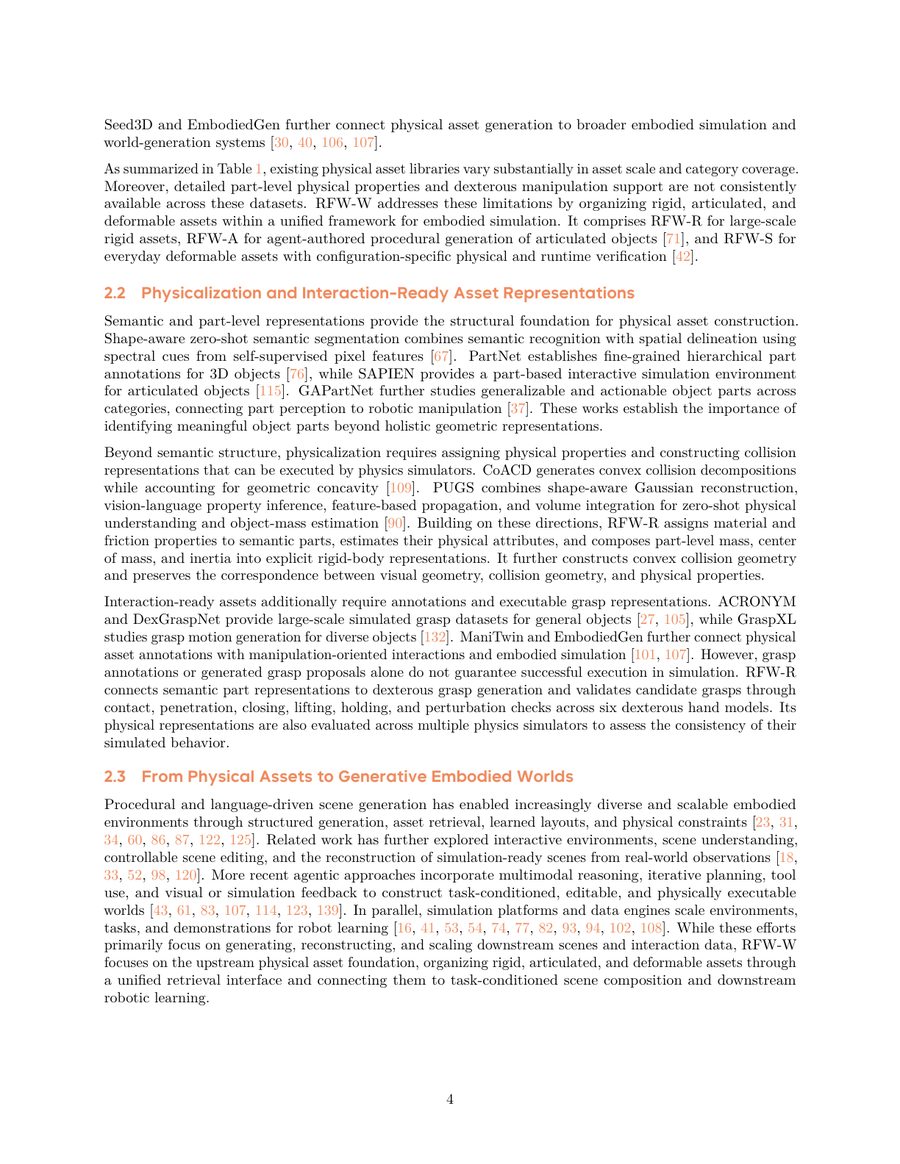 Seed3D and EmbodiedGen further connect physical asset generation to broader embodied simulation and
world-generation systems [30, 40, 106, 107].
As summarized in Table 1, existing physical asset libraries vary substantially in asset scale and category coverage.
Moreover, detailed part-level physical properties and dexterous manipulation support are not consistently
available across these datasets. RFW-W addresses these limitations by organizing rigid, articulated, and
deformable assets within a unified framework for embodied simulation. It comprises RFW-R for large-scale
rigid assets, RFW-A for agent-authored procedural generation of articulated objects [71], and RFW-S for
everyday deformable assets with configuration-specific physical and runtime verification [42].
2.2 Physicalization and Interaction-Ready Asset Representations
Semantic and part-level representations provide the structural foundation for physical asset construction.
Shape-aware zero-shot semantic segmentation combines semantic recognition with spatial delineation using
spectral cues from self-supervised pixel features [67]. PartNet establishes fine-grained hierarchical part
annotations for 3D objects [76], while SAPIEN provides a part-based interactive simulation environment
for articulated objects [115]. GAPartNet further studies generalizable and actionable object parts across
categories, connecting part perception to robotic manipulation [37]. These works establish the importance of
identifying meaningful object parts beyond holistic geometric representations.
Beyond semantic structure, physicalization requires assigning physical properties and constructing collision
representations that can be executed by physics simulators. CoACD generates convex collision decompositions
while accounting for geometric concavity [109]. PUGS combines shape-aware Gaussian reconstruction,
vision-language property inference, feature-based propagation, and volume integration for zero-shot physical
understanding and object-mass estimation [90]. Building on these directions, RFW-R assigns material and
friction properties to semantic parts, estimates their physical attributes, and composes part-level mass, center
of mass, and inertia into explicit rigid-body representations. It further constructs convex collision geometry
and preserves the correspondence between visual geometry, collision geometry, and physical properties.
Interaction-ready assets additionally require annotations and executable grasp representations. ACRONYM
and DexGraspNet provide large-scale simulated grasp datasets for general objects [27, 105], while GraspXL
studies grasp motion generation for diverse objects [132]. ManiTwin and EmbodiedGen further connect physical
asset annotations with manipulation-oriented interactions and embodied simulation [101, 107]. However, grasp
annotations or generated grasp proposals alone do not guarantee successful execution in simulation. RFW-R
connects semantic part representations to dexterous grasp generation and validates candidate grasps through
contact, penetration, closing, lifting, holding, and perturbation checks across six dexterous hand models. Its
physical representations are also evaluated across multiple physics simulators to assess the consistency of their
simulated behavior.
2.3 From Physical Assets to Generative Embodied Worlds
Procedural and language-driven scene generation has enabled increasingly diverse and scalable embodied
environments through structured generation, asset retrieval, learned layouts, and physical constraints [23, 31,
34, 60, 86, 87, 122, 125]. Related work has further explored interactive environments, scene understanding,
controllable scene editing, and the reconstruction of simulation-ready scenes from real-world observations [18,
33, 52, 98, 120]. More recent agentic approaches incorporate multimodal reasoning, iterative planning, tool
use, and visual or simulation feedback to construct task-conditioned, editable, and physically executable
worlds [43, 61, 83, 107, 114, 123, 139]. In parallel, simulation platforms and data engines scale environments,
tasks, and demonstrations for robot learning [16, 41, 53, 54, 74, 77, 82, 93, 94, 102, 108]. While these efforts
primarily focus on generating, reconstructing, and scaling downstream scenes and interaction data, RFW-W
focuses on the upstream physical asset foundation, organizing rigid, articulated, and deformable assets through
a unified retrieval interface and connecting them to task-conditioned scene composition and downstream
robotic learning.
4